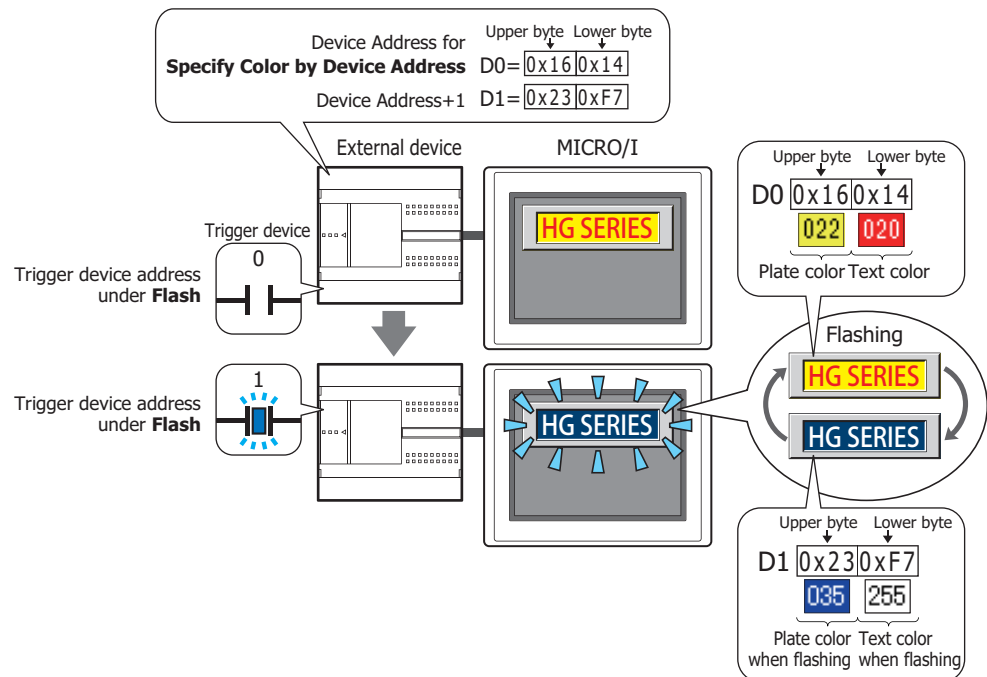 Device Address for
Specify Color by Device Address
Upper byte Lower byte
D0= 0x16 0x14
Device Address+1 D1= 0x23 0xF7
External device
MICRO/I
Trigger device
0
Trigger device address
under Flash
HG SERIES
Upper byte Lower byte
D0 0x16 0x14
022 020
Plate color Text color
Flashing
HG SERIES
HG SERIES
1
Trigger device address
under Flash
HG SERIES
Upper byte Lower byte
D1 0x23 0xF7
035 255
Plate color Text color
when flashing when flashing